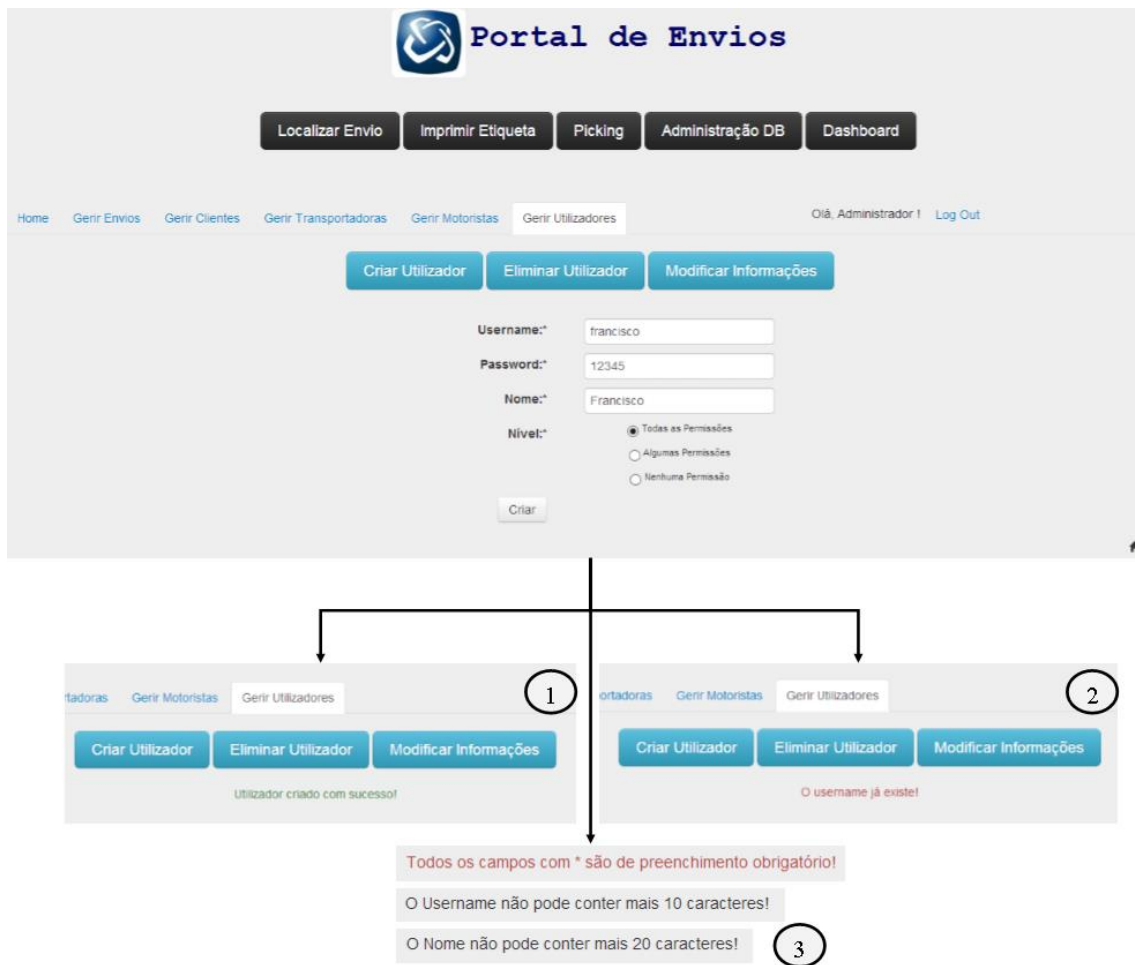 Portal de Envios
Localizar Envio Imprimir Etiqueta Picking Administração DB Dashboard
Home Gerir Envios Gerir Clientes Gerir Transportadoras Gerir Motoristas Gerir Utilizadores Olá, Administrador ! Log Out
Criar Utilizador Eliminar Utilizador Modificar Informações
Username:* francisco
Password:* 12345
Nome:* Francisco
Nível:* Todas as Permissões
Algumas Permissões
Nenhuma Permissão
Criar
rtadoras Gerir Motoristas Gerir Utilizadores 1
Criar Utilizador Eliminar Utilizador Modificar Informações
Utilizador criado com sucesso!
ortadoras Gerir Motoristas Gerir Utilizadores 2
Criar Utilizador Eliminar Utilizador Modificar Informações
O username já existe!
Todos os campos com * são de preenchimento obrigatório!
O Username não pode conter mais 10 caracteres!
O Nome não pode conter mais 20 caracteres! 3